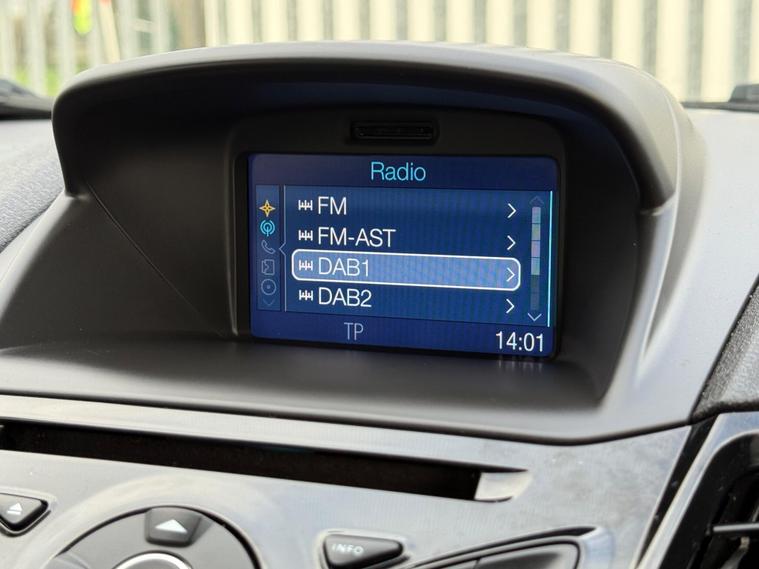 Radio
FM
FM-AST
DAB1
DAB2
TP
14:01
INFO